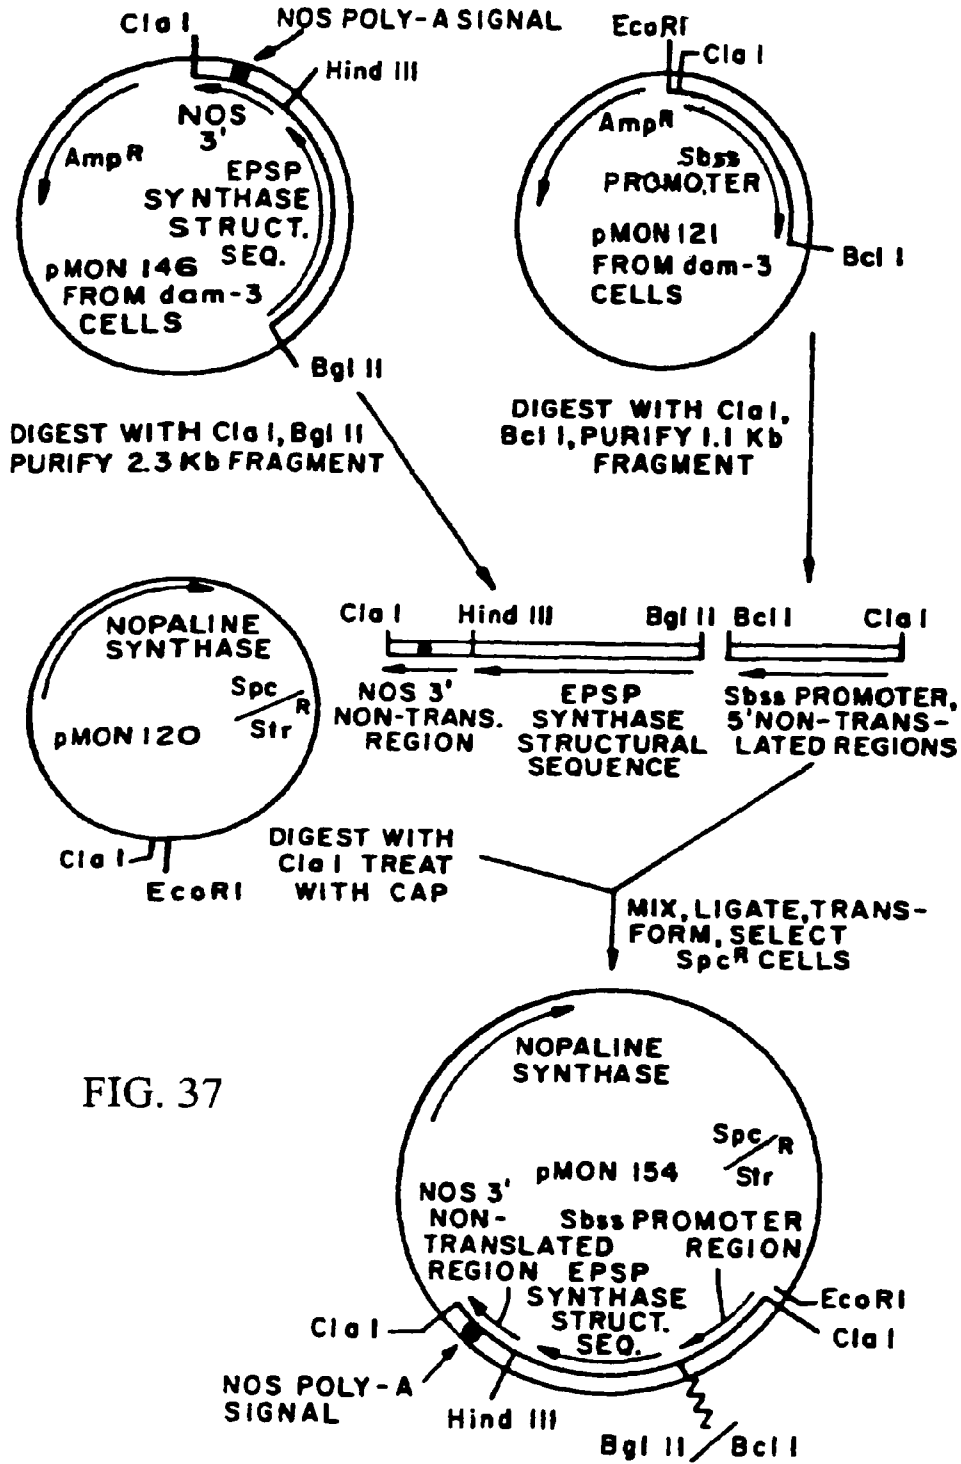 Cla I
NOS POLY-A SIGNAL
Hind III
NOS
3'
AmpR
EPSP
SYNTHASE
STRUCT.
SEQ.
pMON 146
FROM dam-3
CELLS
Bgl II
EcoRI
Cla I
AmpR
Sbss
PROMOTER
pMON 121
FROM dam-3
CELLS
Bcl I
DIGEST WITH Cla I, Bgl II
PURIFY 2.3 Kb FRAGMENT
DIGEST WITH Cla I,
Bcl I, PURIFY 1.1 Kb
FRAGMENT
NOPALINE
SYNTHASE
Spc/Str R
pMON 120
Cla I
EcoRI
Cla I Hind III Bgl II Bcl I Cla I
NOS 3'
NON-TRANS.
REGION
EPSP
SYNTHASE
STRUCTURAL
SEQUENCE
Sbss PROMOTER,
5' NON-TRANS-
LATED REGIONS
DIGEST WITH
Cla I TREAT
WITH CAP
MIX, LIGATE, TRANS-
FORM, SELECT
SpcR CELLS
FIG. 37
NOPALINE
SYNTHASE
Spc/Str R
pMON 154
NOS 3'
NON-
TRANSLATED
REGION
Sbss PROMOTER
REGION
EPSP
SYNTHASE
STRUCT.
SEQ.
EcoRI
Cla I
Cla I
NOS POLY-A
SIGNAL
Hind III
Bgl II/Bcl I